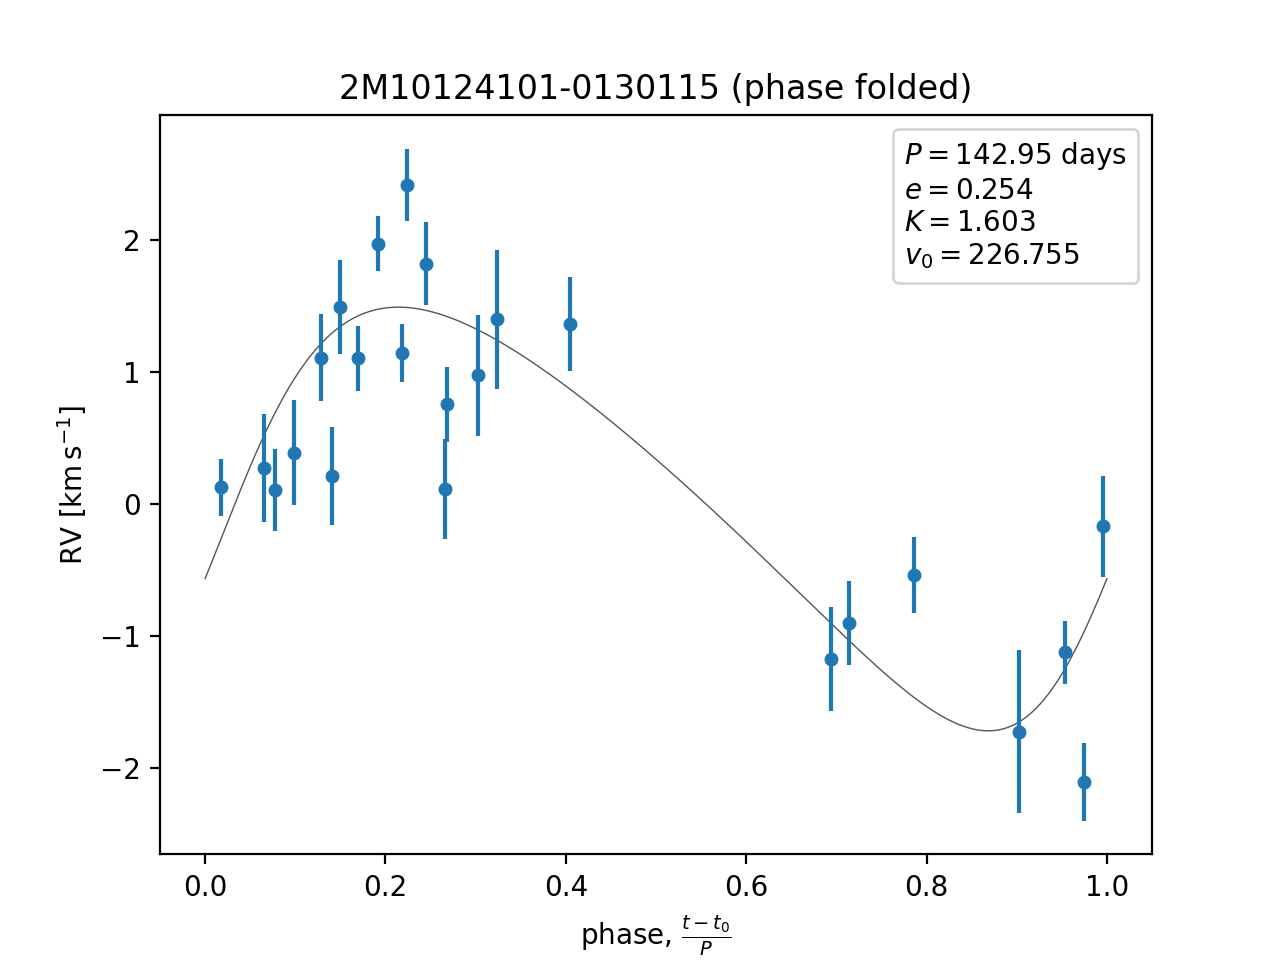 2M10124101-0130115 (phase folded)
P = 142.95 days
e = 0.254
K = 1.603
v₀ = 226.755
RV [km s⁻¹]
2
1
0
−1
−2
0.0 0.2 0.4 0.6 0.8 1.0
phase, (t − t₀)/P